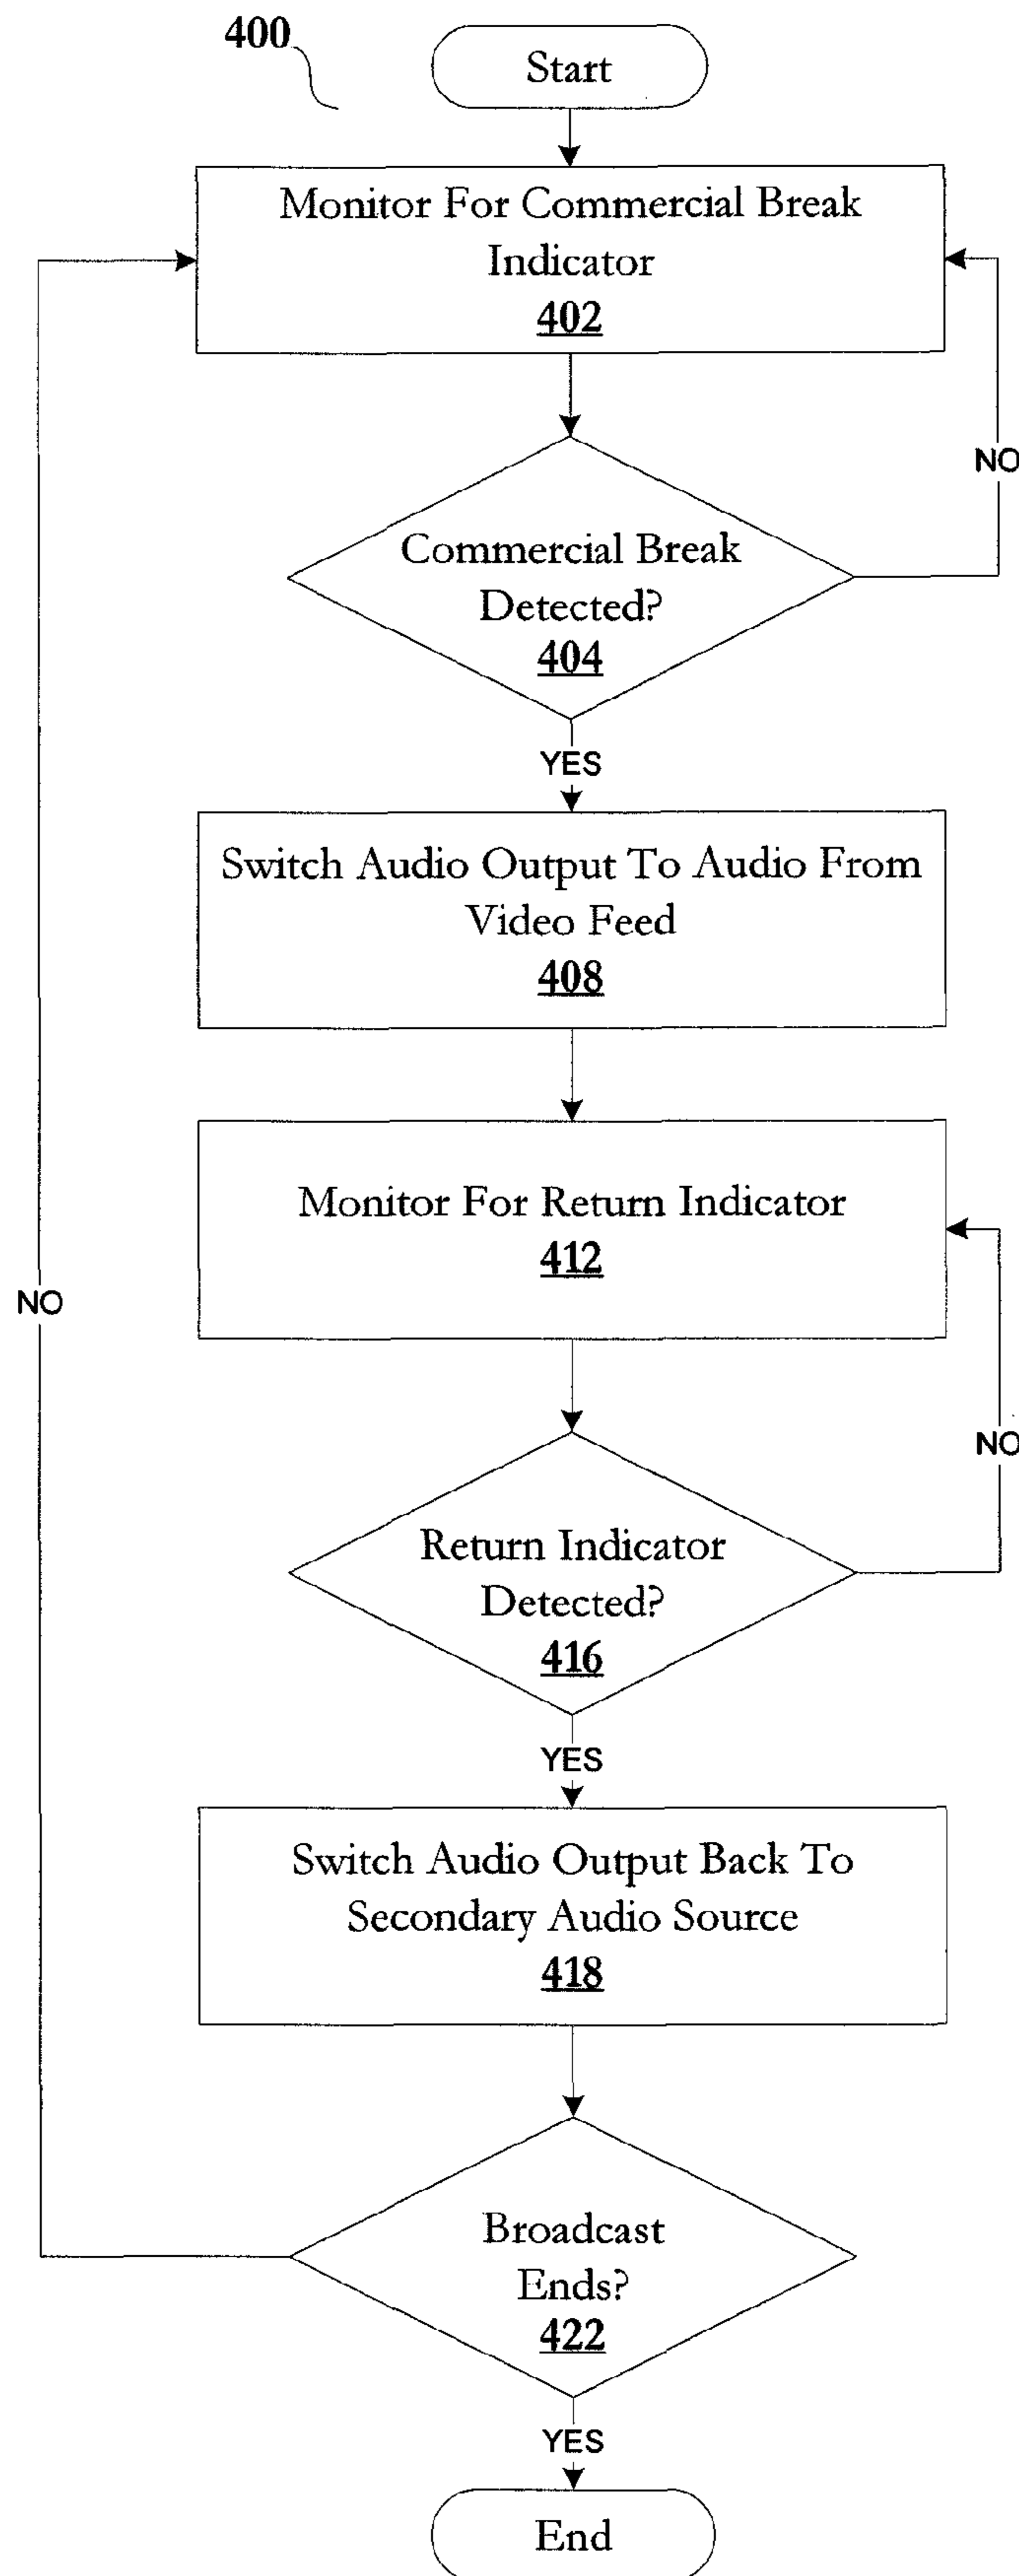 400
Start
Monitor For Commercial Break
Indicator
402
NO
Commercial Break
Detected?
404
YES
Switch Audio Output To Audio From
Video Feed
408
Monitor For Return Indicator
412
NO
NO
Return Indicator
Detected?
416
YES
Switch Audio Output Back To
Secondary Audio Source
418
Broadcast
Ends?
422
YES
End